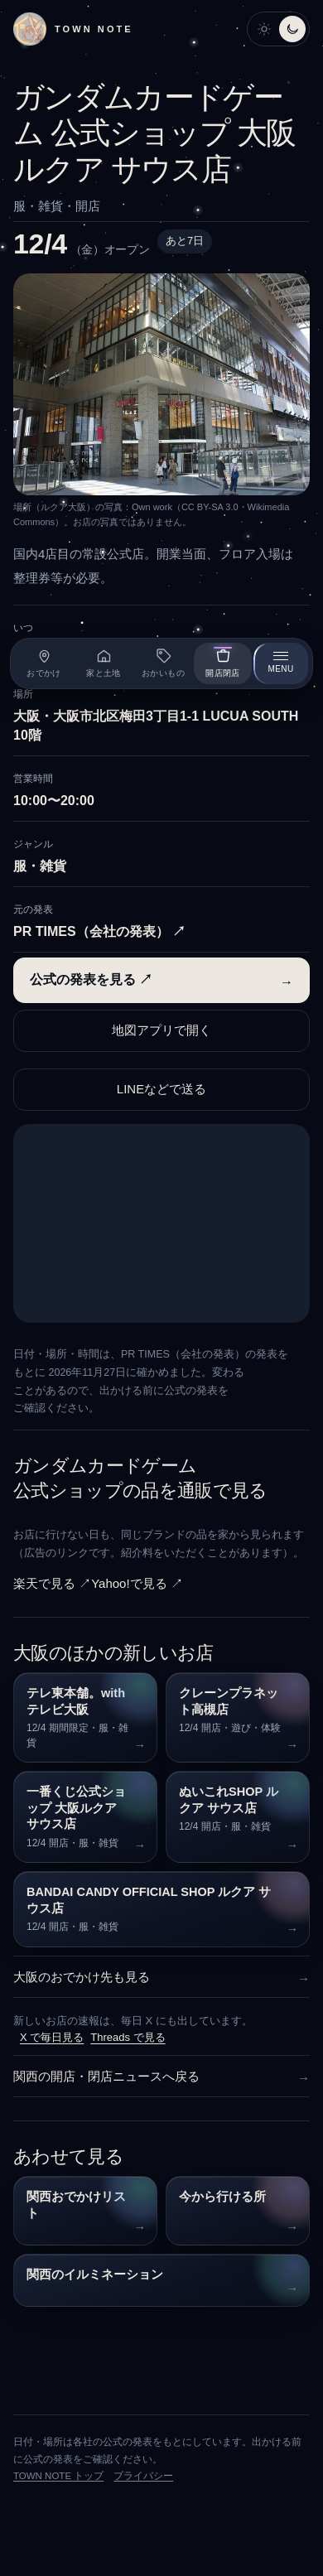 TOWN NOTE
ガンダムカードゲー
ム 公式ショップ 大阪
ルクア サウス店
服・雑貨・開店
12/4 （金）オープン あと7日
場所（ルクア大阪）の写真：Own work（CC BY-SA 3.0・Wikimedia
Commons）。お店の写真ではありません。
国内4店目の常設公式店。開業当面、フロア入場は
整理券等が必要。
いつ
おでかけ
家と土地
おかいもの
開店閉店
MENU
場所
大阪・大阪市北区梅田3丁目1-1 LUCUA SOUTH
10階
営業時間
10:00〜20:00
ジャンル
服・雑貨
元の発表
PR TIMES（会社の発表） ↗
公式の発表を見る ↗ →
地図アプリで開く
LINEなどで送る
日付・場所・時間は、PR TIMES（会社の発表）の発表を
もとに 2026年11月27日に確かめました。変わる
ことがあるので、出かける前に公式の発表を
ご確認ください。
ガンダムカードゲーム
公式ショップの品を通販で見る
お店に行けない日も、同じブランドの品を家から見られます
（広告のリンクです。紹介料をいただくことがあります）。
楽天で見る ↗Yahoo!で見る ↗
大阪のほかの新しいお店
テレ東本舗。with
テレビ大阪
12/4 期間限定・服・雑
貨 →
クレーンプラネッ
ト高槻店
12/4 開店・遊び・体験
→
一番くじ公式ショ
ップ 大阪ルクア
サウス店
12/4 開店・服・雑貨 →
ぬいこれSHOP ル
クア サウス店
12/4 開店・服・雑貨
→
BANDAI CANDY OFFICIAL SHOP ルクア サ
ウス店
12/4 開店・服・雑貨 →
大阪のおでかけ先も見る →
新しいお店の速報は、毎日 X にも出しています。
X で毎日見る Threads で見る
関西の開店・閉店ニュースへ戻る →
あわせて見る
関西おでかけリス
ト
→
今から行ける所
→
関西のイルミネーション
→
日付・場所は各社の公式の発表をもとにしています。出かける前
に公式の発表をご確認ください。
TOWN NOTE トップ プライバシー